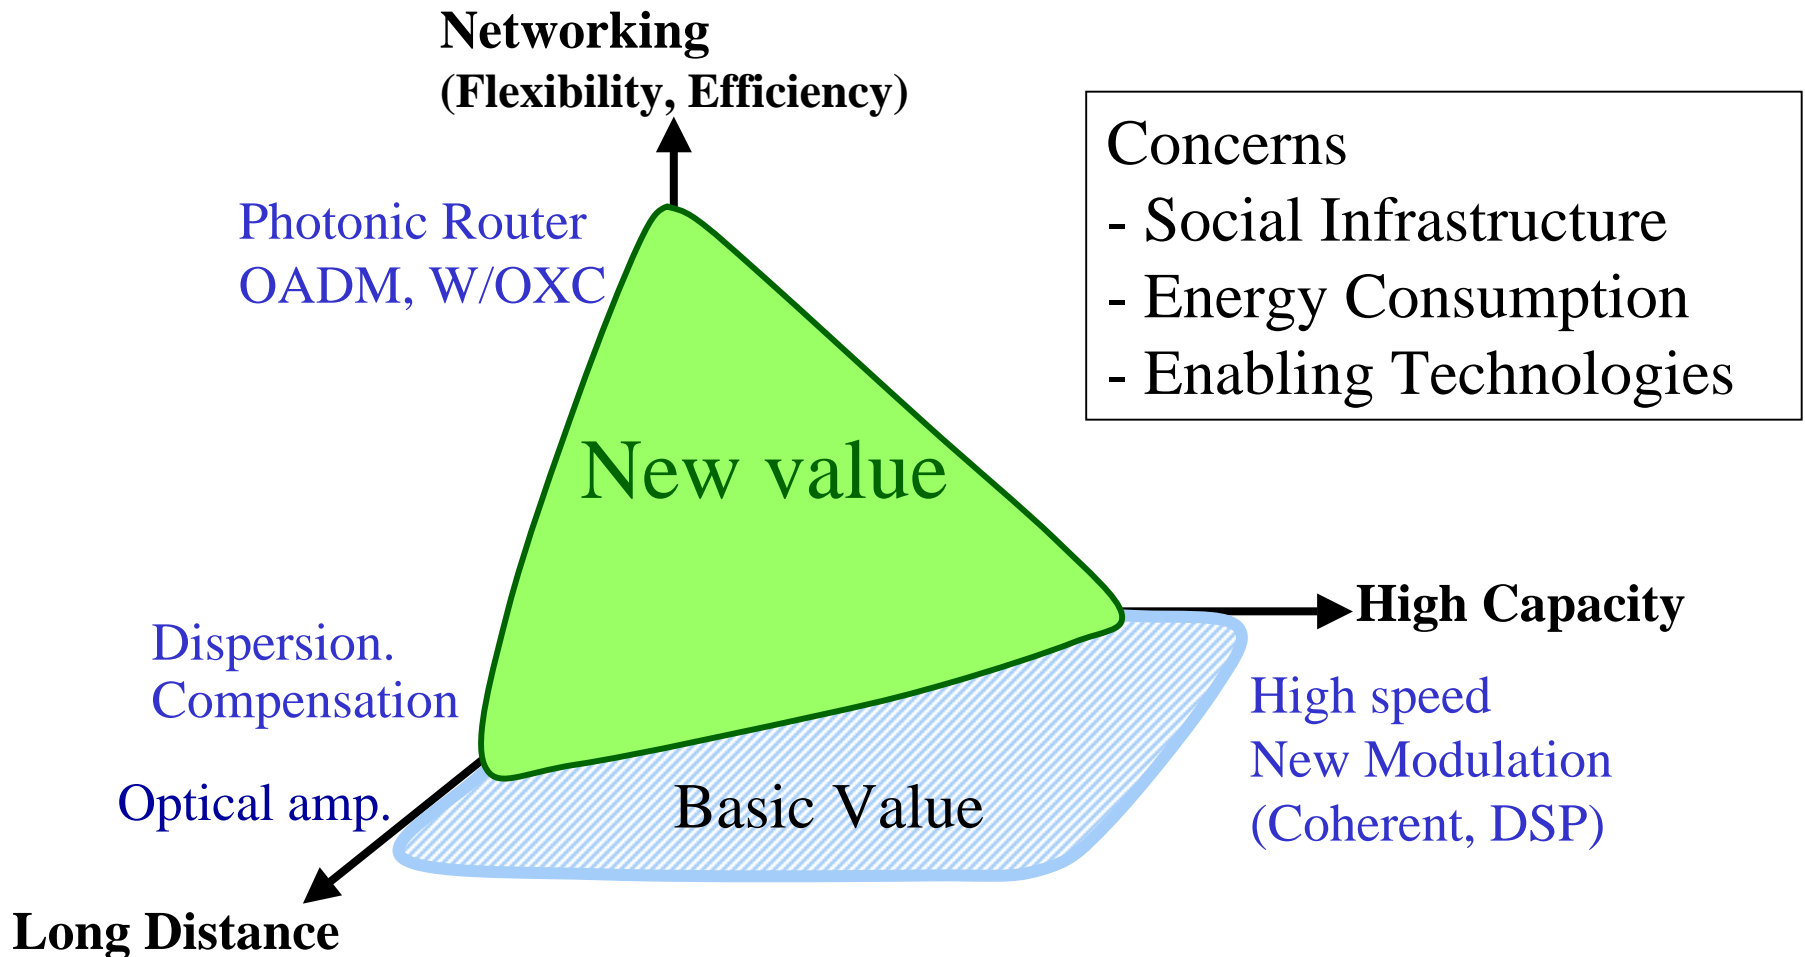 Networking
(Flexibility, Efficiency)
Concerns
- Social Infrastructure
- Energy Consumption
- Enabling Technologies
Photonic Router
OADM, W/OXC
New value
High Capacity
Dispersion.
Compensation
High speed
New Modulation
(Coherent, DSP)
Optical amp.
Basic Value
Long Distance